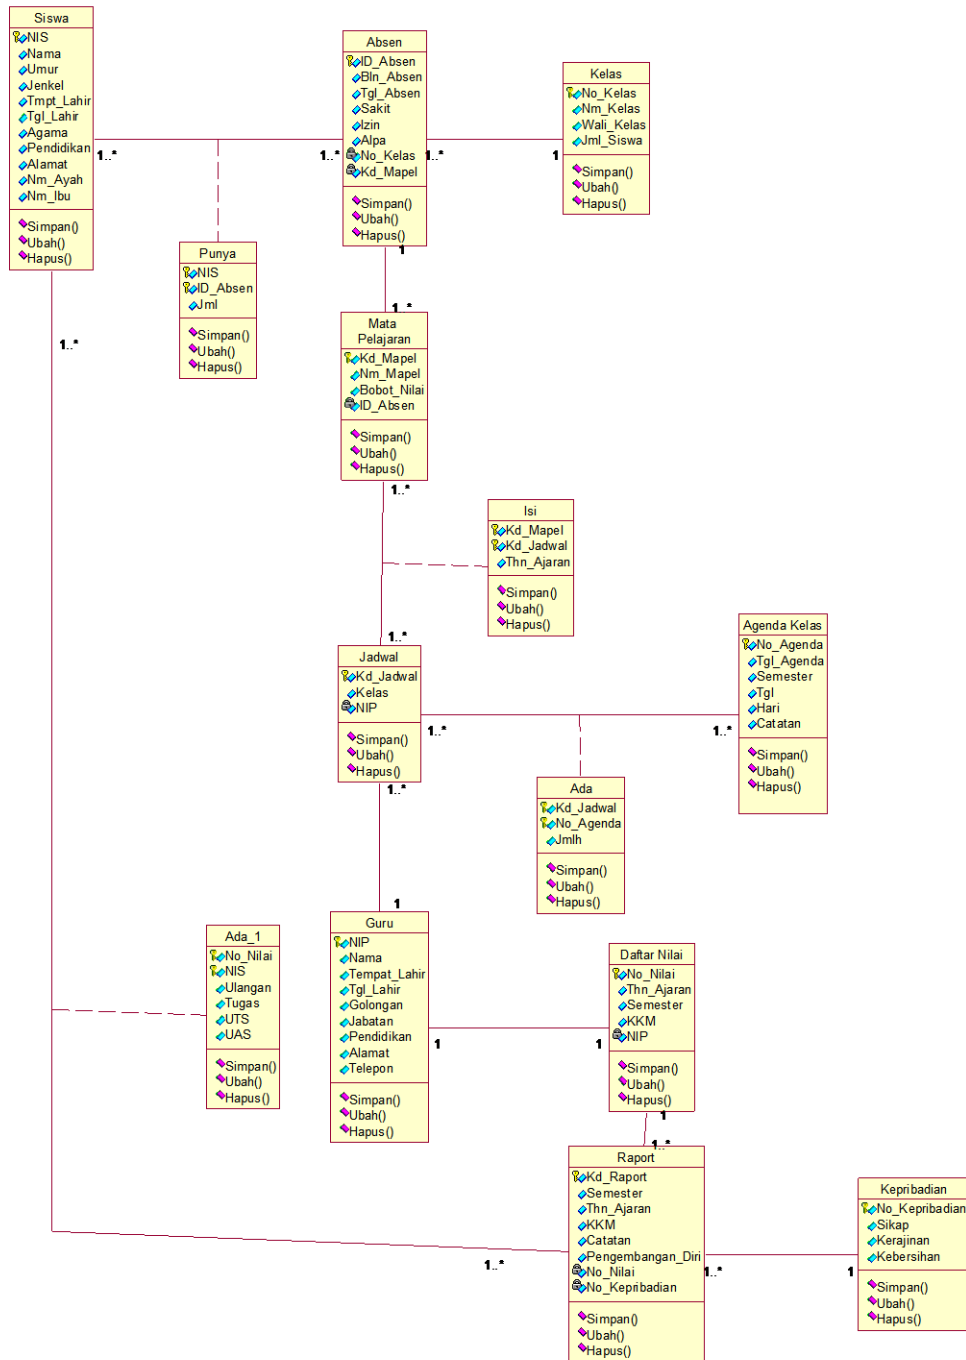 Siswa
NIS
Nama
Umur
Jenkel
Tmpt_Lahir
Tgl_Lahir
Agama
Pendidikan
Alamat
Nm_Ayah
Nm_Ibu
Simpan()
Ubah()
Hapus()
1..*
1..*
1..*
Absen
ID_Absen
Bln_Absen
Tgl_Absen
Sakit
Izin
Alpa
No_Kelas
Kd_Mapel
Simpan()
Ubah()
Hapus()
1..*
1
1
Kelas
No_Kelas
Nm_Kelas
Wali_Kelas
Jml_Siswa
Simpan()
Ubah()
Hapus()
Punya
NIS
ID_Absen
Jml
Simpan()
Ubah()
Hapus()
1..*
1..*
Mata
Pelajaran
Kd_Mapel
Nm_Mapel
Bobot_Nilai
ID_Absen
Simpan()
Ubah()
Hapus()
1..*
Isi
Kd_Mapel
Kd_Jadwal
Thn_Ajaran
Simpan()
Ubah()
Hapus()
1..*
Jadwal
Kd_Jadwal
Kelas
NIP
Simpan()
Ubah()
Hapus()
1..*
1..*
Agenda Kelas
No_Agenda
Tgl_Agenda
Semester
Tgl
Hari
Catatan
Simpan()
Ubah()
Hapus()
Ada
Kd_Jadwal
No_Agenda
Jmlh
Simpan()
Ubah()
Hapus()
1
Guru
NIP
Nama
Tempat_Lahir
Tgl_Lahir
Golongan
Jabatan
Pendidikan
Alamat
Telepon
Simpan()
Ubah()
Hapus()
1
1
Ada_1
No_Nilai
NIS
Ulangan
Tugas
UTS
UAS
Simpan()
Ubah()
Hapus()
Daftar Nilai
No_Nilai
Thn_Ajaran
Semester
KKM
NIP
Simpan()
Ubah()
Hapus()
1
1..*
Raport
Kd_Raport
Semester
Thn_Ajaran
KKM
Catatan
Pengembangan_Diri
No_Nilai
No_Kepribadian
Simpan()
Ubah()
Hapus()
1..*
1..*
1
Kepribadian
No_Kepribadian
Sikap
Kerajinan
Kebersihan
Simpan()
Ubah()
Hapus()